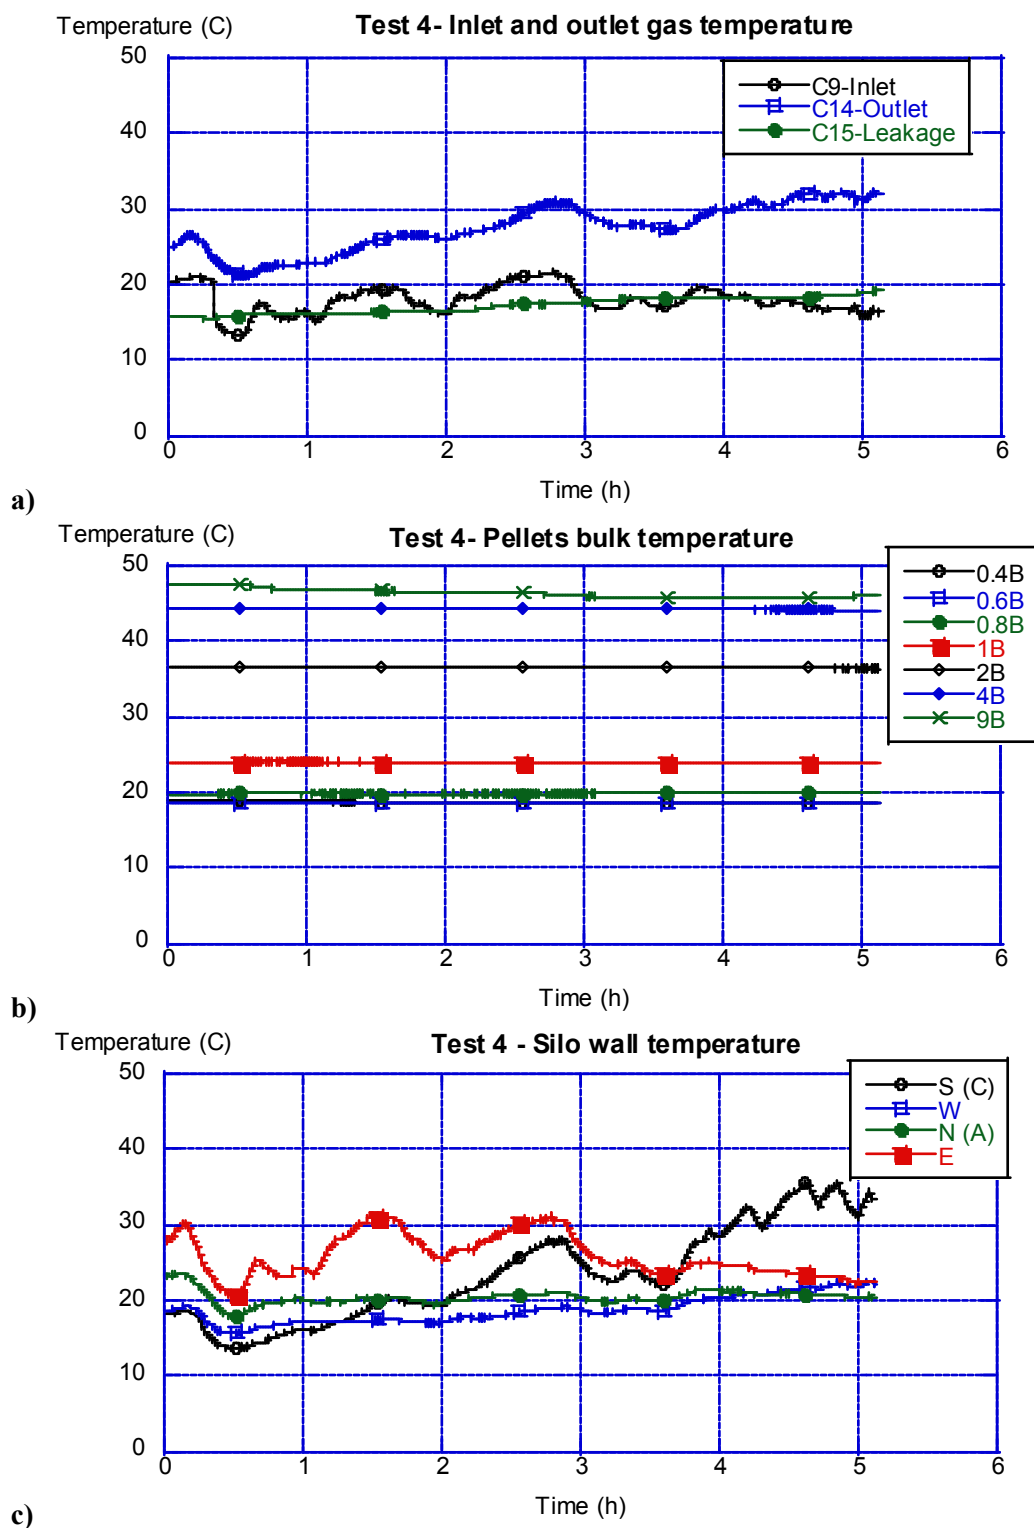 Temperature (C)
Test 4- Inlet and outlet gas temperature
a)
50
40
30
20
10
0
0 1 2 3 4 5 6
C9-Inlet
C14-Outlet
C15-Leakage
Time (h)
Temperature (C)
Test 4- Pellets bulk temperature
50
40
30
20
10
0
0 1 2 3 4 5 6
0.4B
0.6B
0.8B
1B
2B
4B
9B
Time (h)
b)
Temperature (C)
Test 4 - Silo wall temperature
50
40
30
20
10
0
0 1 2 3 4 5 6
S (C)
W
N (A)
E
Time (h)
c)